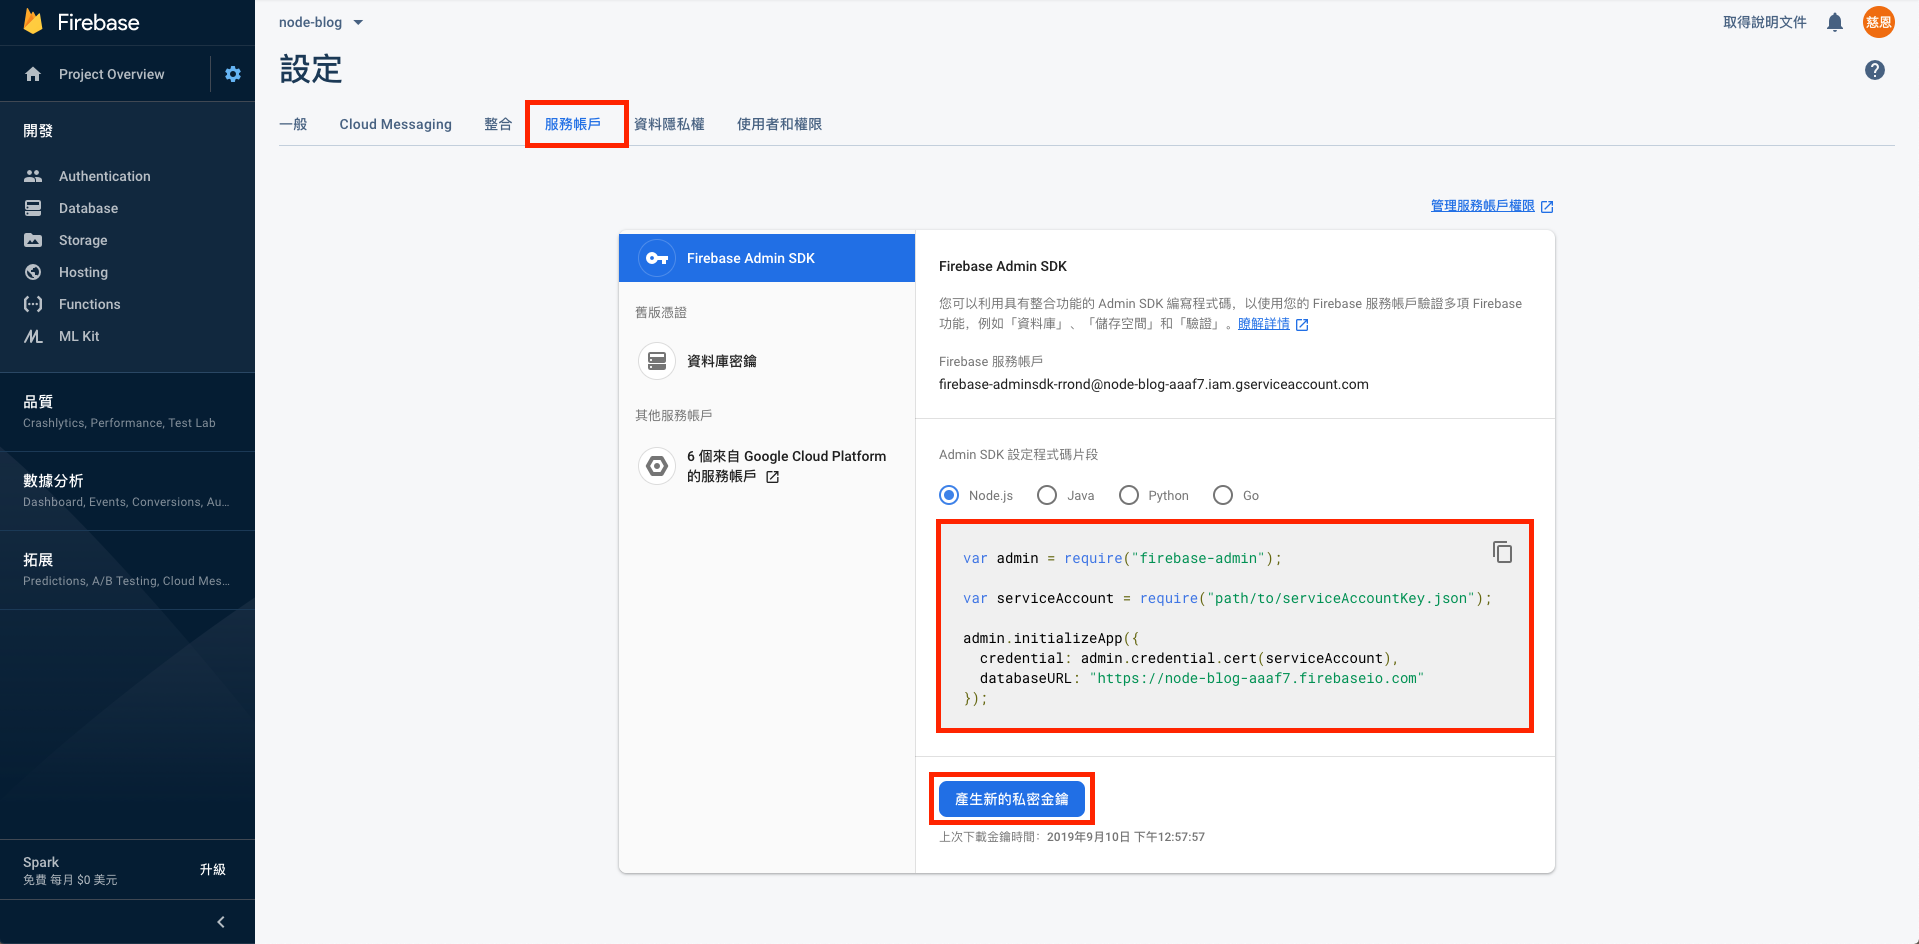 Firebase
node-blog
取得說明文件
慈恩
Project Overview
設定
?
一般
Cloud Messaging
整合
服務帳戶
資料隱私權
使用者和權限
開發
Authentication
Database
Storage
Hosting
Functions
ML Kit
品質
Crashlytics, Performance, Test Lab
數據分析
Dashboard, Events, Conversions, Au...
拓展
Predictions, A/B Testing, Cloud Mes...
Spark
免費 每月 $0 美元
升級
管理服務帳戶權限
Firebase Admin SDK
舊版憑證
資料庫密鑰
其他服務帳戶
6 個來自 Google Cloud Platform
的服務帳戶
Firebase Admin SDK
您可以利用具有整合功能的 Admin SDK 編寫程式碼，以使用您的 Firebase 服務帳戶驗證多項 Firebase
功能，例如「資料庫」、「儲存空間」和「驗證」。瞭解詳情
Firebase 服務帳戶
firebase-adminsdk-rrond@node-blog-aaaf7.iam.gserviceaccount.com
Admin SDK 設定程式碼片段
Node.js
Java
Python
Go
var admin = require("firebase-admin");
var serviceAccount = require("path/to/serviceAccountKey.json");
admin.initializeApp({
credential: admin.credential.cert(serviceAccount),
databaseURL: "https://node-blog-aaaf7.firebaseio.com"
});
產生新的私密金鑰
上次下載金鑰時間：2019年9月10日 下午12:57:57